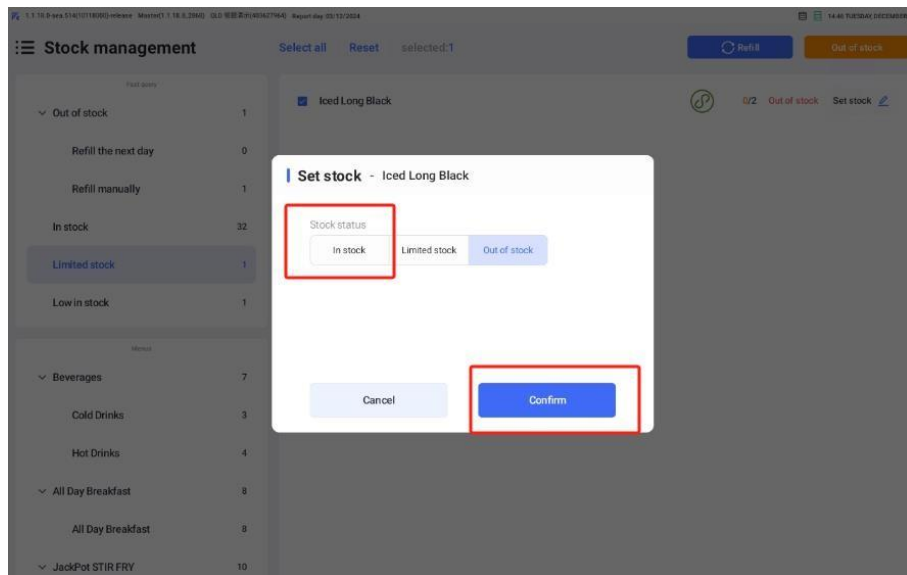 Stock management
Select all Reset selected:1
Refill
Out of stock
Fast query
Out of stock 1
Refill the next day 0
Refill manually 1
In stock 32
Limited stock 1
Low in stock 1
Menus
Beverages 7
Cold Drinks 3
Hot Drinks 4
All Day Breakfast 8
All Day Breakfast 8
JackPot STIR FRY 10
Iced Long Black
0/2 Out of stock Set stock
Set stock - Iced Long Black
Stock status
In stock Limited stock Out of stock
Cancel Confirm